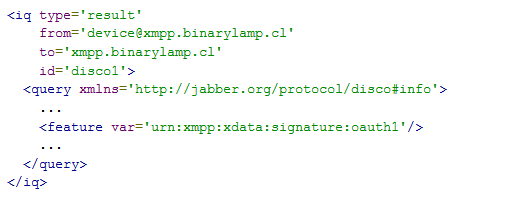 <iq type='result'
from='device@xmpp.binarylamp.cl'
to='xmpp.binarylamp.cl'
id='disco1'>
<query xmlns='http://jabber.org/protocol/disco#info'>
...
<feature var='urn:xmpp:xdata:signature:oauth1'/>
...
</query>
</iq>